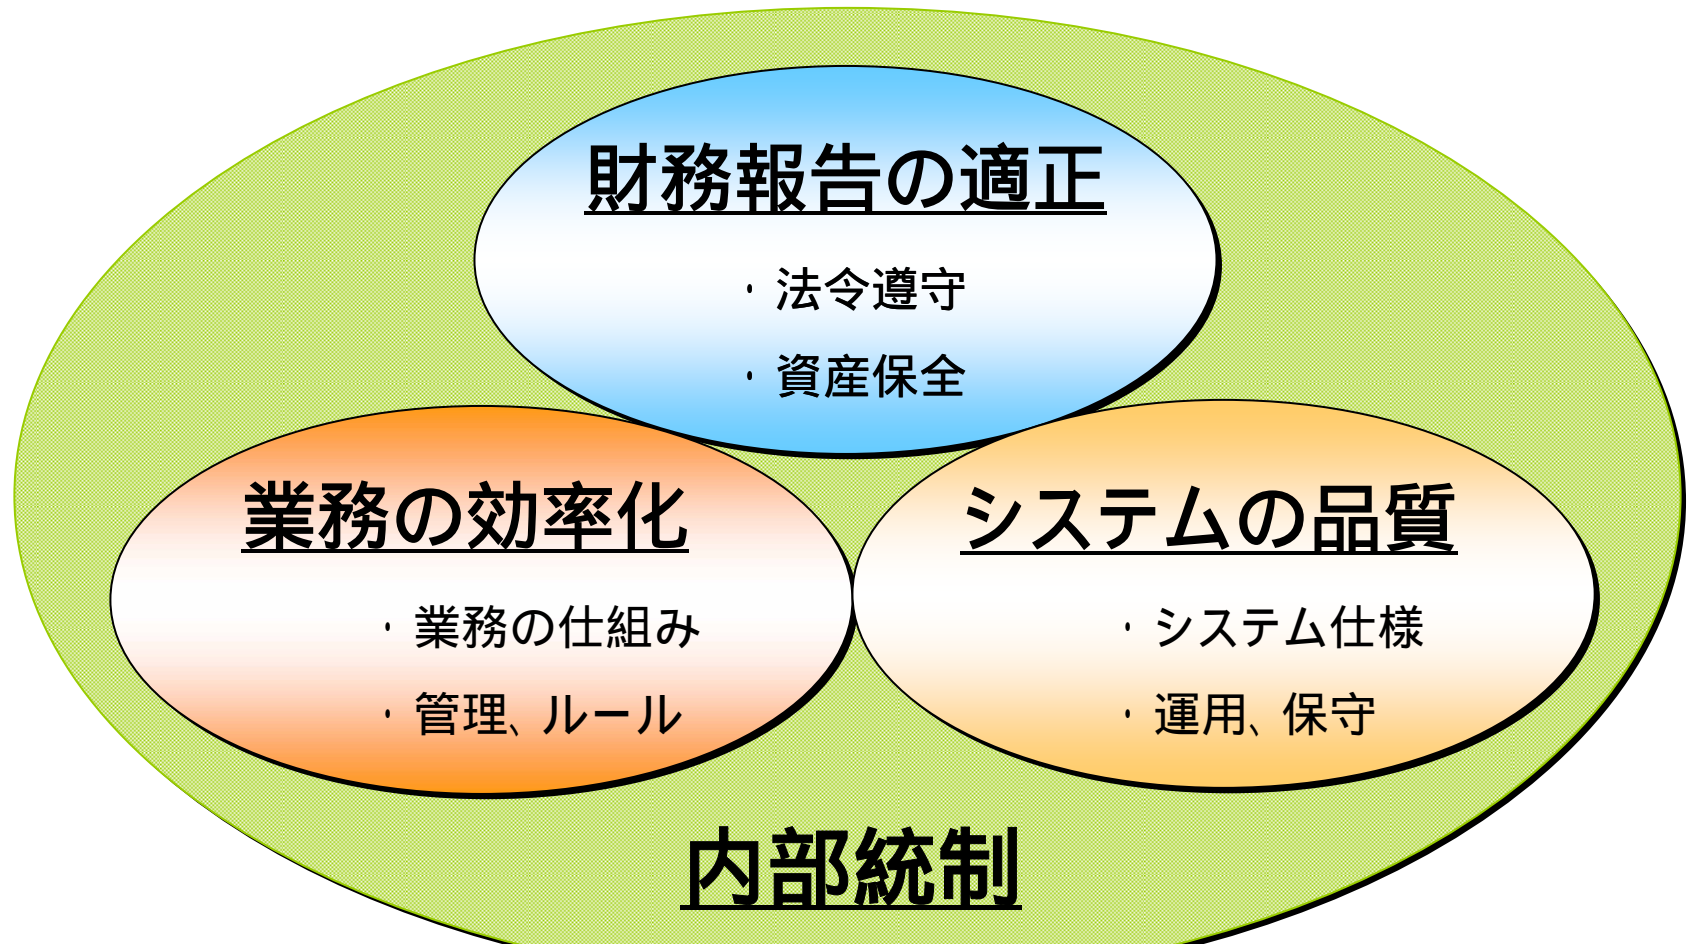 財務報告の適正
・法令遵守
・資産保全
業務の効率化
・業務の仕組み
・管理、ルール
システムの品質
・システム仕様
・運用、保守
内部統制